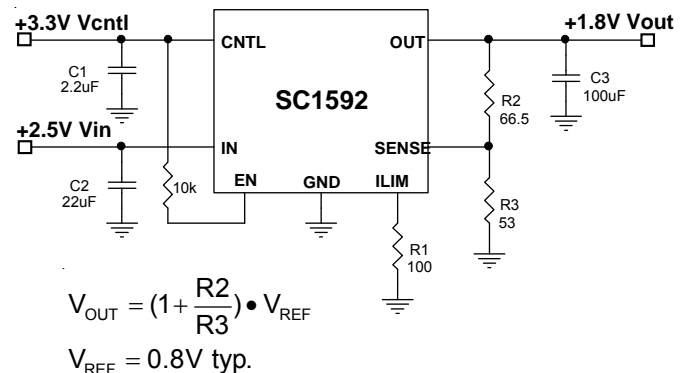 +3.3V Vcntl
+1.8V Vout
CNTL
OUT
C1
2.2uF
SC1592
R2
66.5
C3
100uF
+2.5V Vin
IN
SENSE
C2
22uF
10k
EN
GND
ILIM
R3
53
R1
100
V_OUT = (1+ R2/R3) • V_REF
V_REF = 0.8V typ.